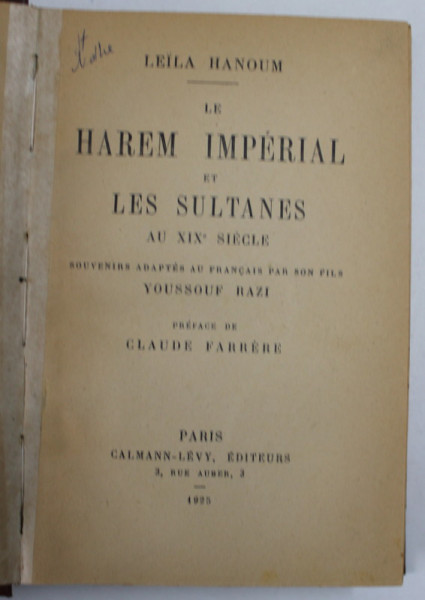 LEÏLA HANOUM
LE
HAREM IMPÉRIAL
ET
LES SULTANES
AU XIXᵉ SIÈCLE
SOUVENIRS ADAPTÉS AU FRANÇAIS PAR SON FILS
YOUSSOUF RAZI
PRÉFACE DE
CLAUDE FARRÈRE
PARIS
CALMANN-LÉVY, ÉDITEURS
3, RUE AUBER, 3
1925